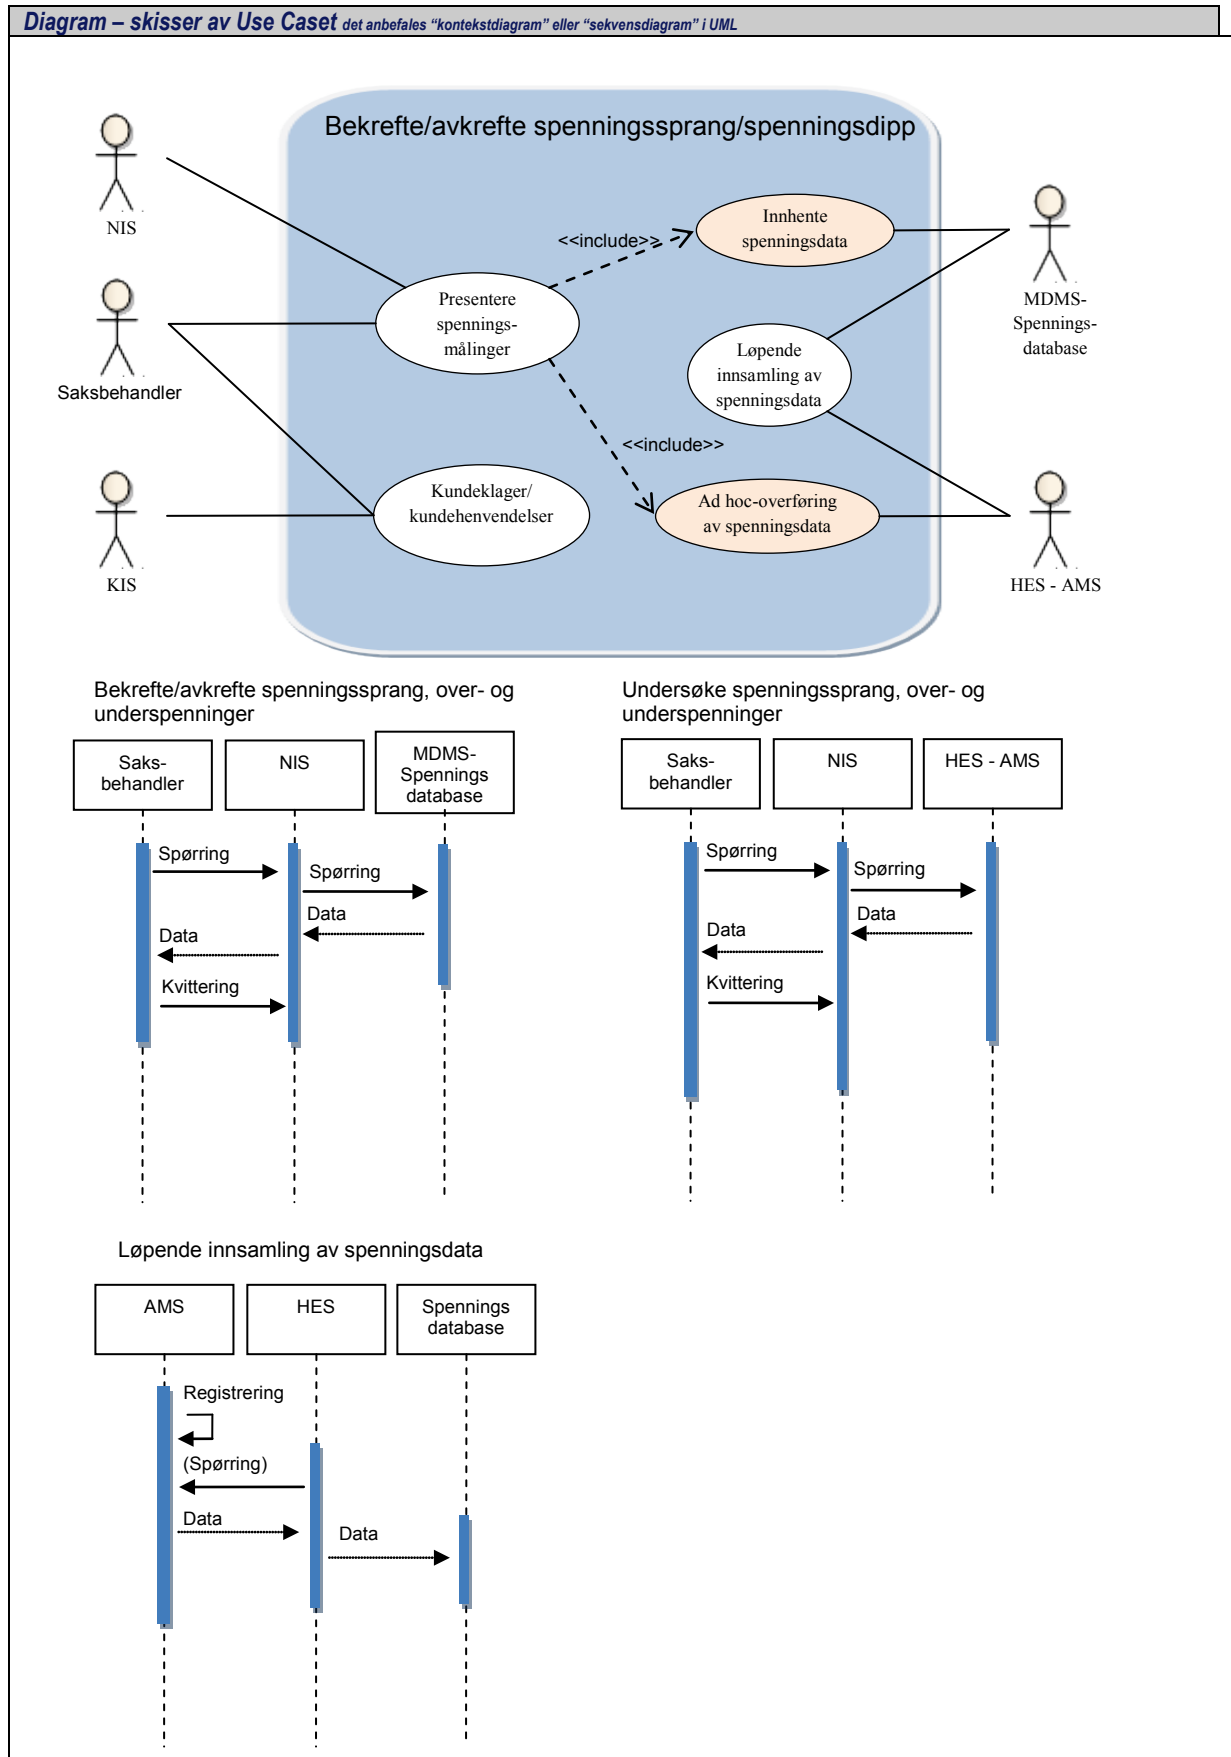 Diagram – skisser av Use Caset det anbefales “kontekstdiagram” eller “sekvensdiagram” i UML
Bekrefte/avkrefte spenningssprang/spenningsdipp
NIS
Saksbehandler
KIS
Presentere
spennings-
målinger
Kundeklager/
kundehenvendelser
<<include>>
<<include>>
Innhente
spenningsdata
Løpende
innsamling av
spenningsdata
Ad hoc-overføring
av spenningsdata
MDMS-
Spennings-
database
HES - AMS
Bekrefte/avkrefte spenningssprang, over- og
underspenninger
Saks-
behandler
NIS
MDMS-
Spennings
database
Spørring
Spørring
Data
Data
Kvittering
Undersøke spenningssprang, over- og
underspenninger
Saks-
behandler
NIS
HES - AMS
Spørring
Spørring
Data
Data
Kvittering
Løpende innsamling av spenningsdata
AMS
HES
Spennings
database
Registrering
(Spørring)
Data
Data